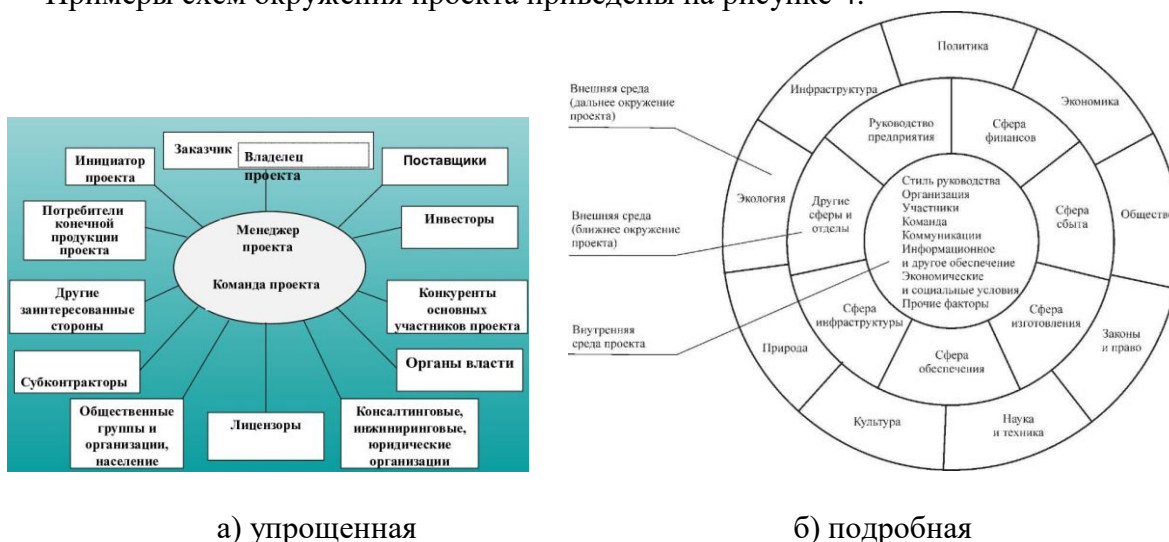 Примеры схем окружения проекта приведены на рисунке 4.
Заказчик
Владелец
проекта
Инициатор
проекта
Поставщики
Потребители
конечной
продукции
проекта
Менеджер
проекта
Команда проекта
Инвесторы
Другие
заинтересованные
стороны
Конкуренты
основных
участников проекта
Субконтракторы
Органы власти
Общественные
группы и
организации,
население
Лицензоры
Консалтинговые,
инжиниринговые,
юридические
организации
а) упрощенная
Внешняя среда
(дальнее окружение
проекта)
Внешняя среда
(ближнее окружение
проекта)
Внутренняя
среда проекта
Политика
Инфраструктура
Экономика
Экология
Общество
Природа
Законы
и право
Культура
Наука
и техника
Руководство
предприятия
Сфера
финансов
Другие
сферы и
отделы
Сфера
сбыта
Сфера
инфраструктуры
Сфера
изготовления
Сфера
обеспечения
Стиль руководства
Организация
Участники
Команда
Коммуникации
Информационное
и другое обеспечение
Экономические
и социальные условия
Прочие факторы
б) подробная